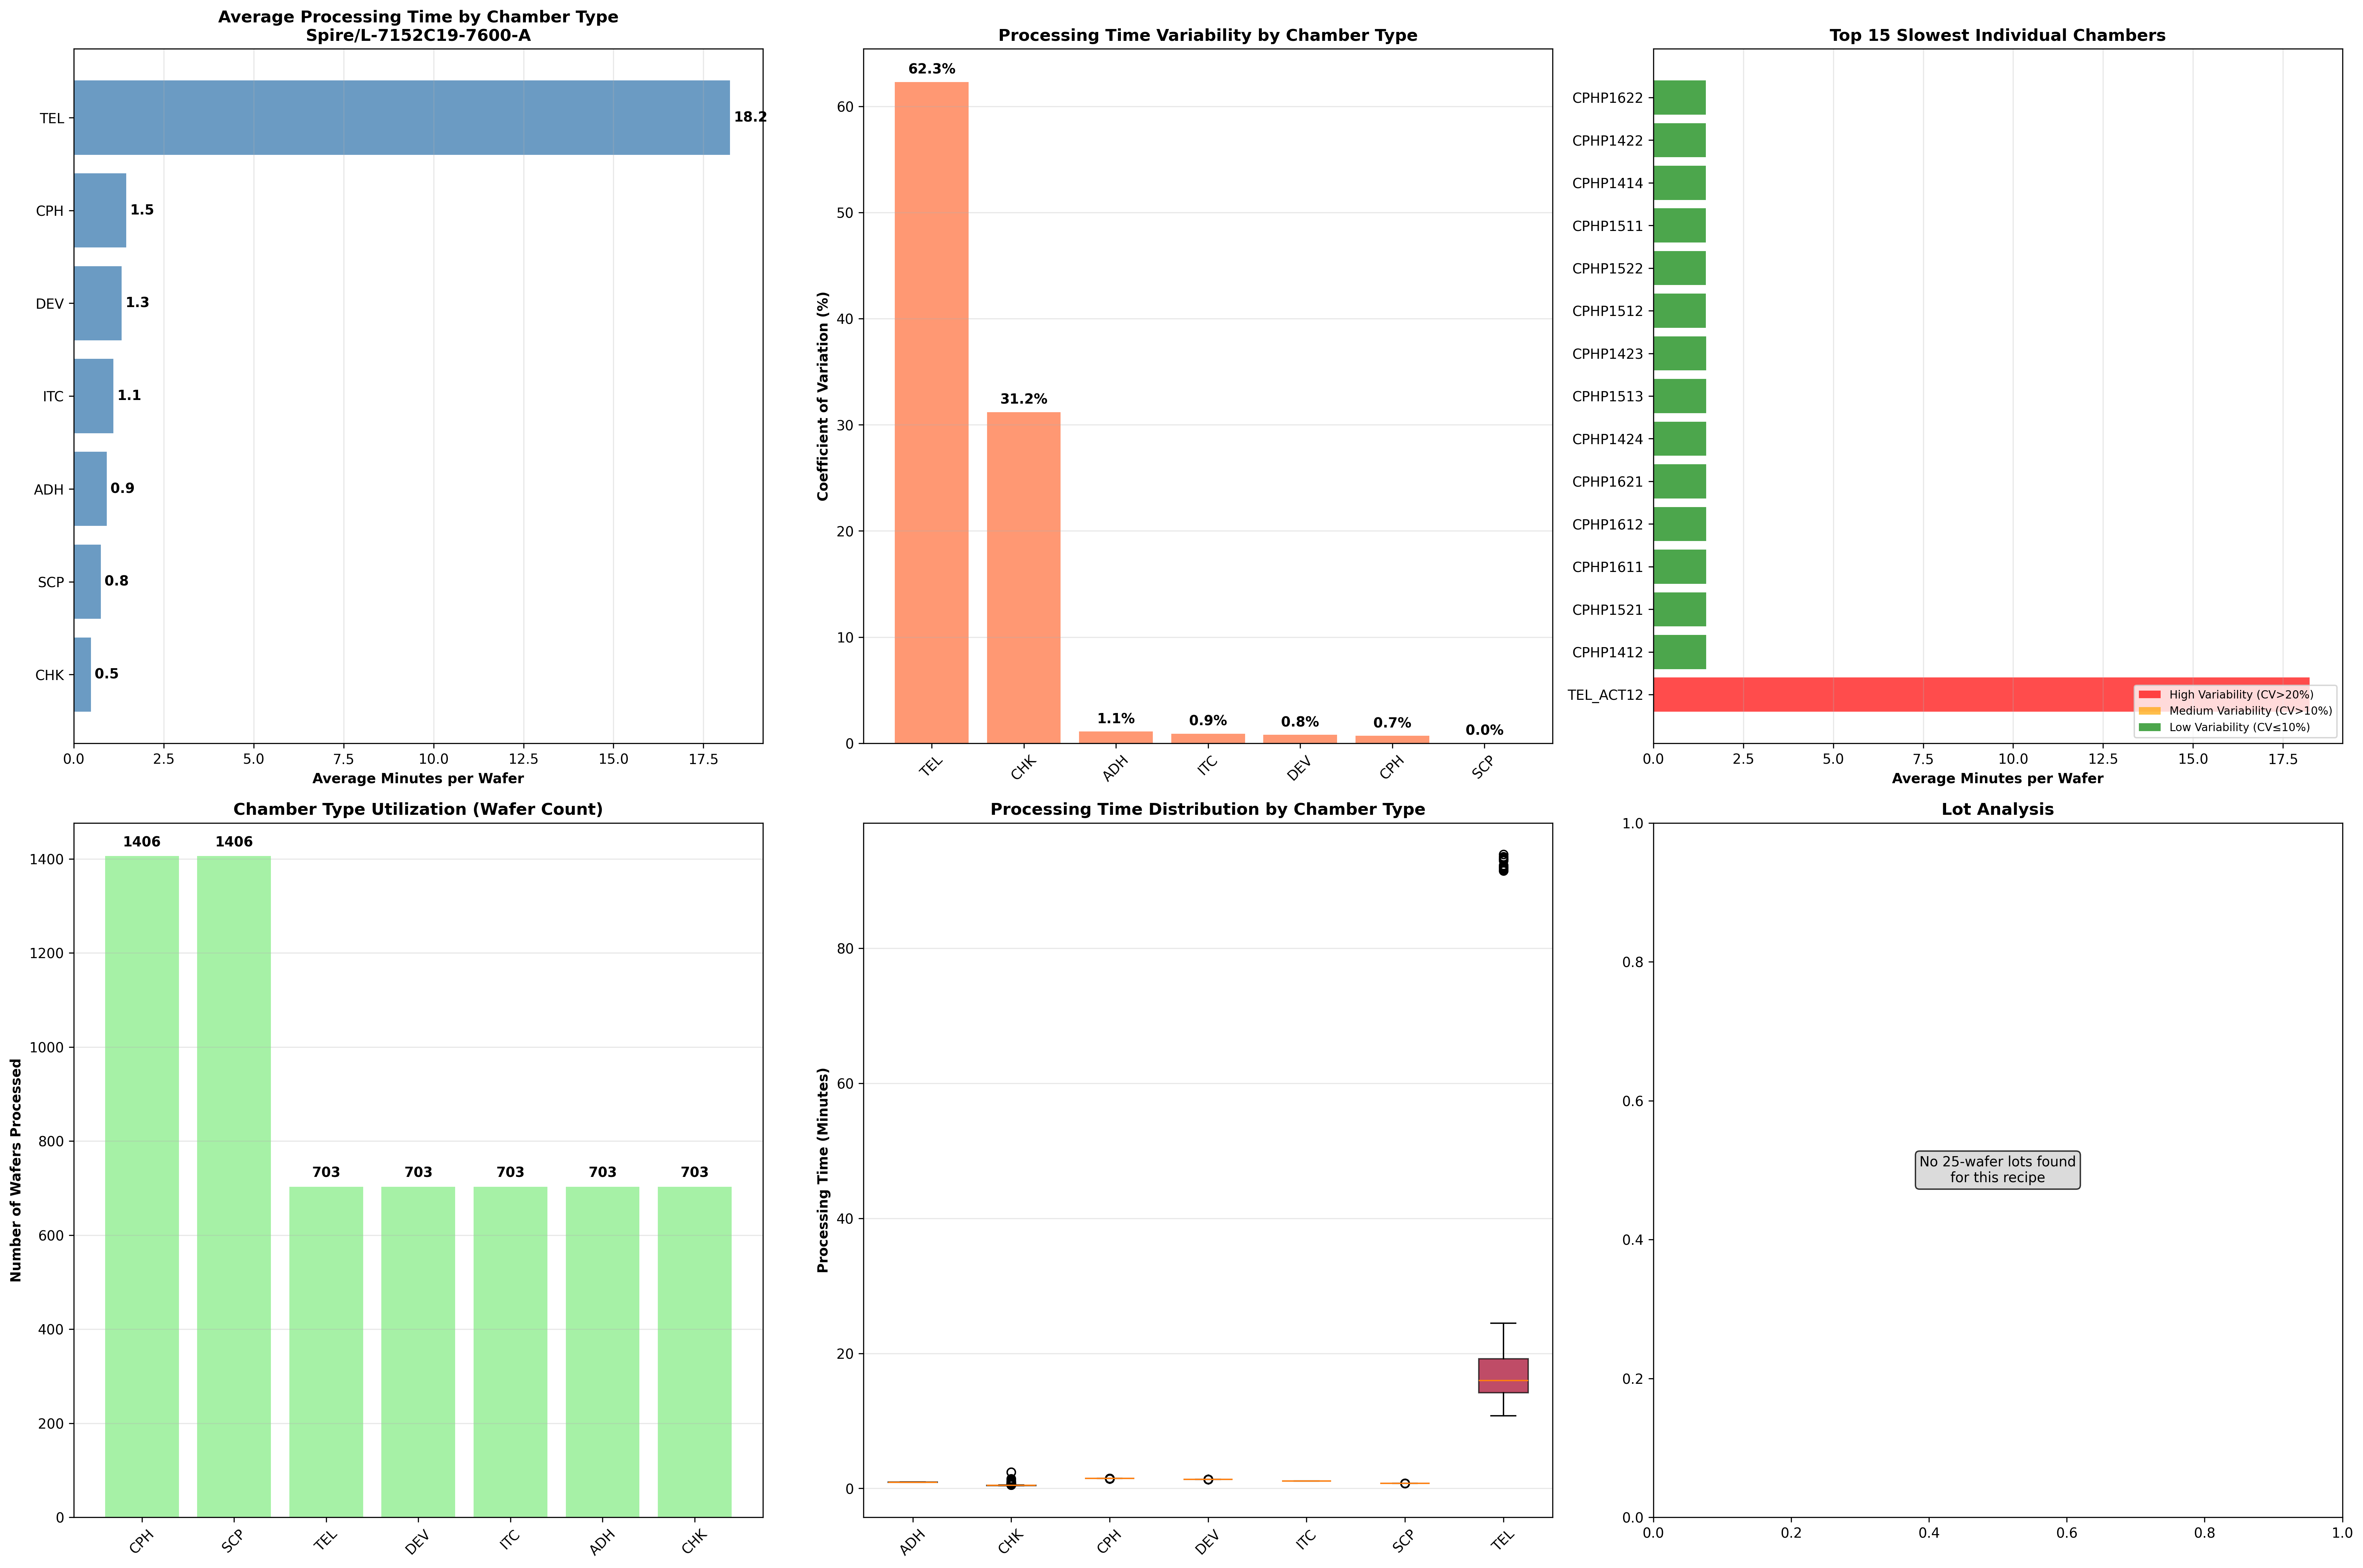 Average Processing Time by Chamber Type
Spire/L-7152C19-7600-A
TEL
CPH
DEV
ITC
ADH
SCP
CHK
18.2
1.5
1.3
1.1
0.9
0.8
0.5
0.0
2.5
5.0
7.5
10.0
12.5
15.0
17.5
Average Minutes per Wafer
Processing Time Variability by Chamber Type
Coefficient of Variation (%)
60
50
40
30
20
10
0
62.3%
31.2%
1.1%
0.9%
0.8%
0.7%
0.0%
TEL
CHK
ADH
ITC
DEV
CPH
SCP
Top 15 Slowest Individual Chambers
CPHP1622
CPHP1422
CPHP1414
CPHP1511
CPHP1522
CPHP1512
CPHP1423
CPHP1513
CPHP1424
CPHP1621
CPHP1612
CPHP1611
CPHP1521
CPHP1412
TEL_ACT12
High Variability (CV>20%)
Medium Variability (CV>10%)
Low Variability (CV≤10%)
0.0
2.5
5.0
7.5
10.0
12.5
15.0
17.5
Average Minutes per Wafer
Chamber Type Utilization (Wafer Count)
Number of Wafers Processed
1400
1200
1000
800
600
400
200
0
1406
1406
703
703
703
703
703
CPH
SCP
TEL
DEV
ITC
ADH
CHK
Processing Time Distribution by Chamber Type
Processing Time (Minutes)
80
60
40
20
0
ADH
CHK
CPH
DEV
ITC
SCP
TEL
Lot Analysis
1.0
0.8
0.6
0.4
0.2
0.0
No 25-wafer lots found
for this recipe
0.0
0.2
0.4
0.6
0.8
1.0